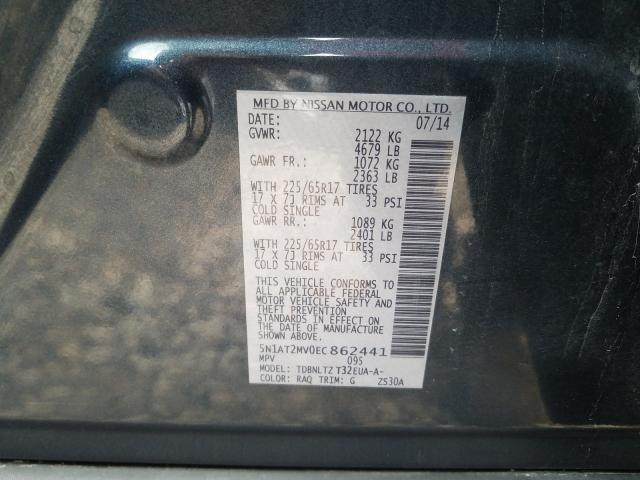 MFD BY NISSAN MOTOR CO., LTD.
DATE: 07/14
GVWR: 2122 KG
4679 LB
GAWR FR.: 1072 KG
2363 LB
WITH 225/65R17 TIRES
17 X 7J RIMS AT 33 PSI
COLD SINGLE
GAWR RR.: 1089 KG
2401 LB
WITH 225/65R17 TIRES
17 X 7J RIMS AT 33 PSI
COLD SINGLE
THIS VEHICLE CONFORMS TO
ALL APPLICABLE FEDERAL
MOTOR VEHICLE SAFETY AND
THEFT PREVENTION
STANDARDS IN EFFECT ON
THE DATE OF MANUFACTURE
SHOWN ABOVE.
5N1AT2MV0EC862441
MPV 095
MODEL: TDBNLTZ T32EUA-A-
COLOR: RAQ TRIM: G ZS30A